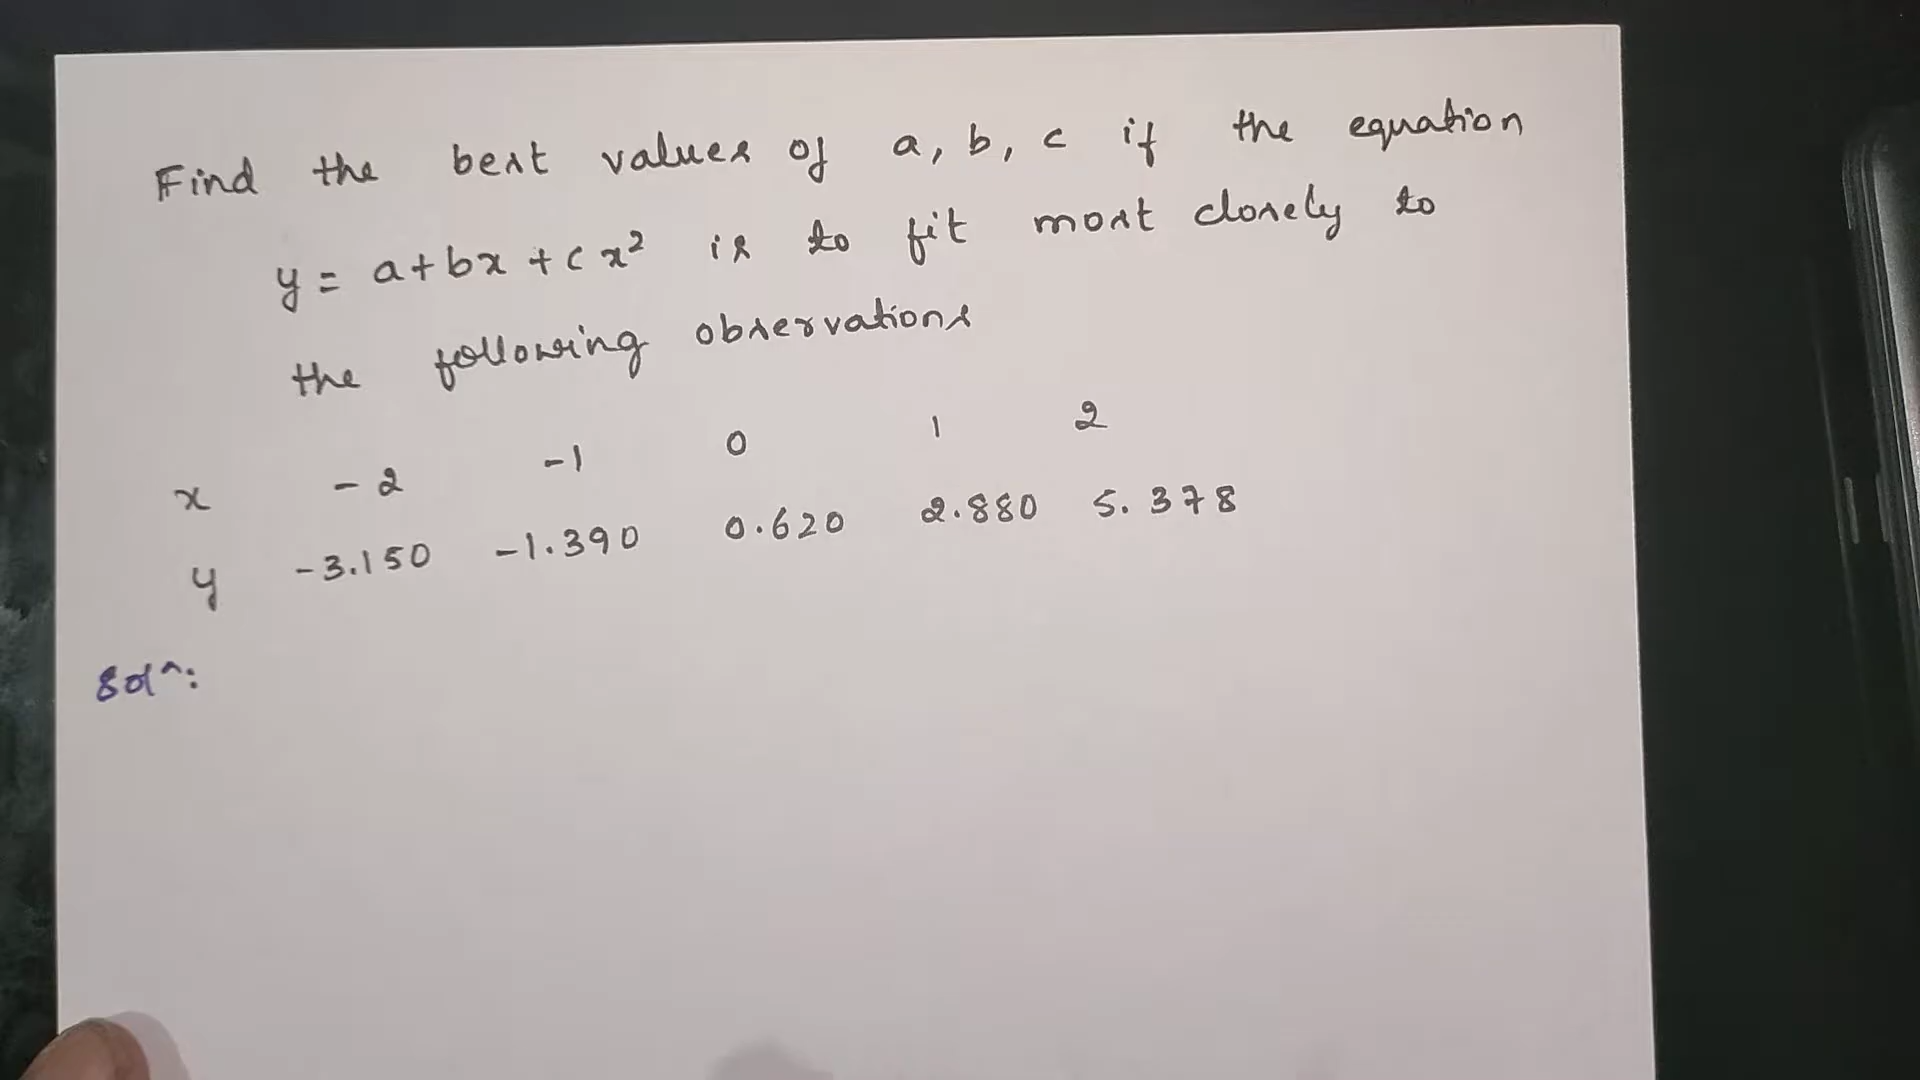 Find the best values of a, b, c if the equation
y = a+bx+cx² is to fit most closely to
the following observations
x -2 -1 0 1 2
y -3.150 -1.390 0.620 2.880 5.378
Solⁿ: